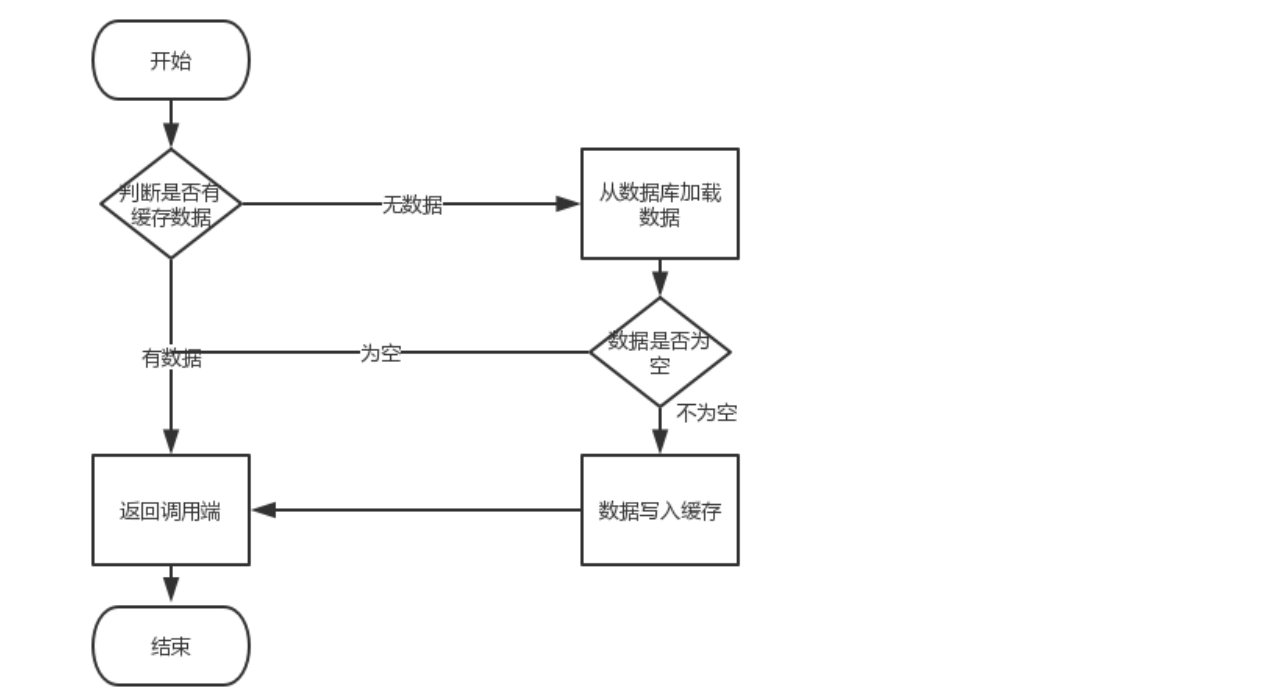 开始
判断是否有
缓存数据
无数据
从数据库加载
数据
有数据
为空
数据是否为
空
不为空
返回调用端
数据写入缓存
结束